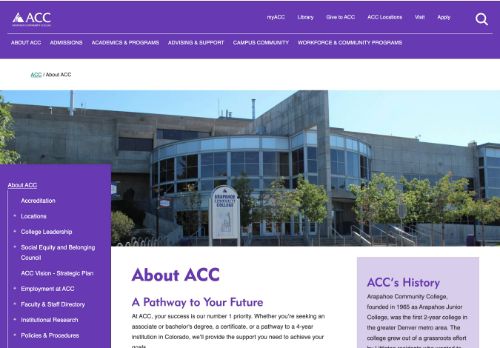 ACC
ARAPAHOE COMMUNITY COLLEGE
myACC Library Give to ACC ACC Locations Visit Apply
ABOUT ACC ADMISSIONS ACADEMICS & PROGRAMS ADVISING & SUPPORT CAMPUS COMMUNITY WORKFORCE & COMMUNITY PROGRAMS
ACC / About ACC
ARAPAHOE
COMMUNITY
COLLEGE
About ACC
Accreditation
Locations
College Leadership
Social Equity and Belonging
Council
ACC Vision - Strategic Plan
Employment at ACC
Faculty & Staff Directory
Institutional Research
Policies & Procedures
About ACC
A Pathway to Your Future
At ACC, your success is our number 1 priority. Whether you're seeking an
associate or bachelor's degree, a certificate, or a pathway to a 4-year
institution in Colorado, we'll provide the support you need to achieve your
goals.
ACC's History
Arapahoe Community College,
founded in 1965 as Arapahoe Junior
College, was the first 2-year college in
the greater Denver metro area. The
college grew out of a grassroots effort